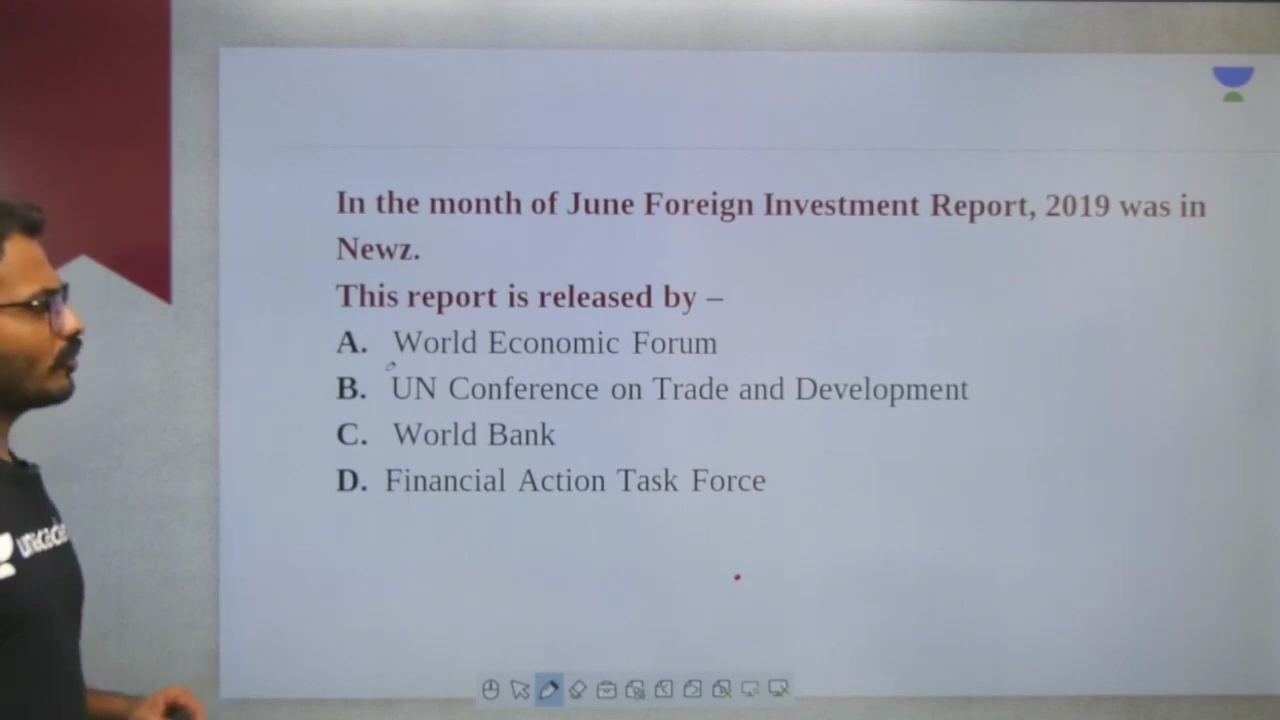 In the month of June Foreign Investment Report, 2019 was in
Newz.
This report is released by –
A. World Economic Forum
B. UN Conference on Trade and Development
C. World Bank
D. Financial Action Task Force